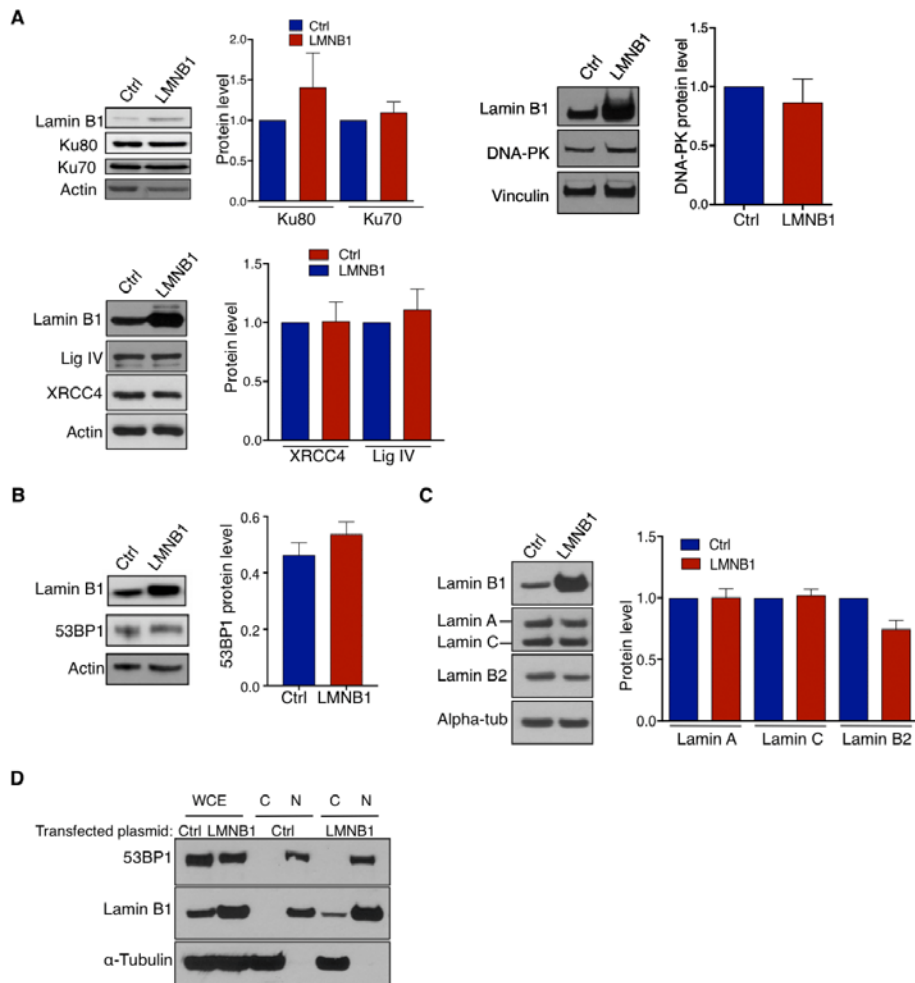 A
Ctrl
LMNB1
Lamin B1
Ku80
Ku70
Actin
Ctrl
LMNB1
Protein level
2.0
1.5
1.0
0.5
0.0
Ku80 Ku70
Ctrl
LMNB1
Lamin B1
DNA-PK
Vinculin
DNA-PK protein level
1.5
1.0
0.5
0.0
Ctrl LMNB1
Ctrl
LMNB1
Lamin B1
Lig IV
XRCC4
Actin
Ctrl
LMNB1
Protein level
1.5
1.0
0.5
0.0
XRCC4 Lig IV
B
Ctrl
LMNB1
Lamin B1
53BP1
Actin
53BP1 protein level
0.6
0.4
0.2
0.0
Ctrl LMNB1
C
Ctrl
LMNB1
Lamin B1
Lamin A
Lamin C
Lamin B2
Alpha-tub
Protein level
1.5
1.0
0.5
0.0
Ctrl
LMNB1
Lamin A Lamin C Lamin B2
D
WCE C N C N
Transfected plasmid: Ctrl LMNB1 Ctrl LMNB1
53BP1
Lamin B1
α-Tubulin